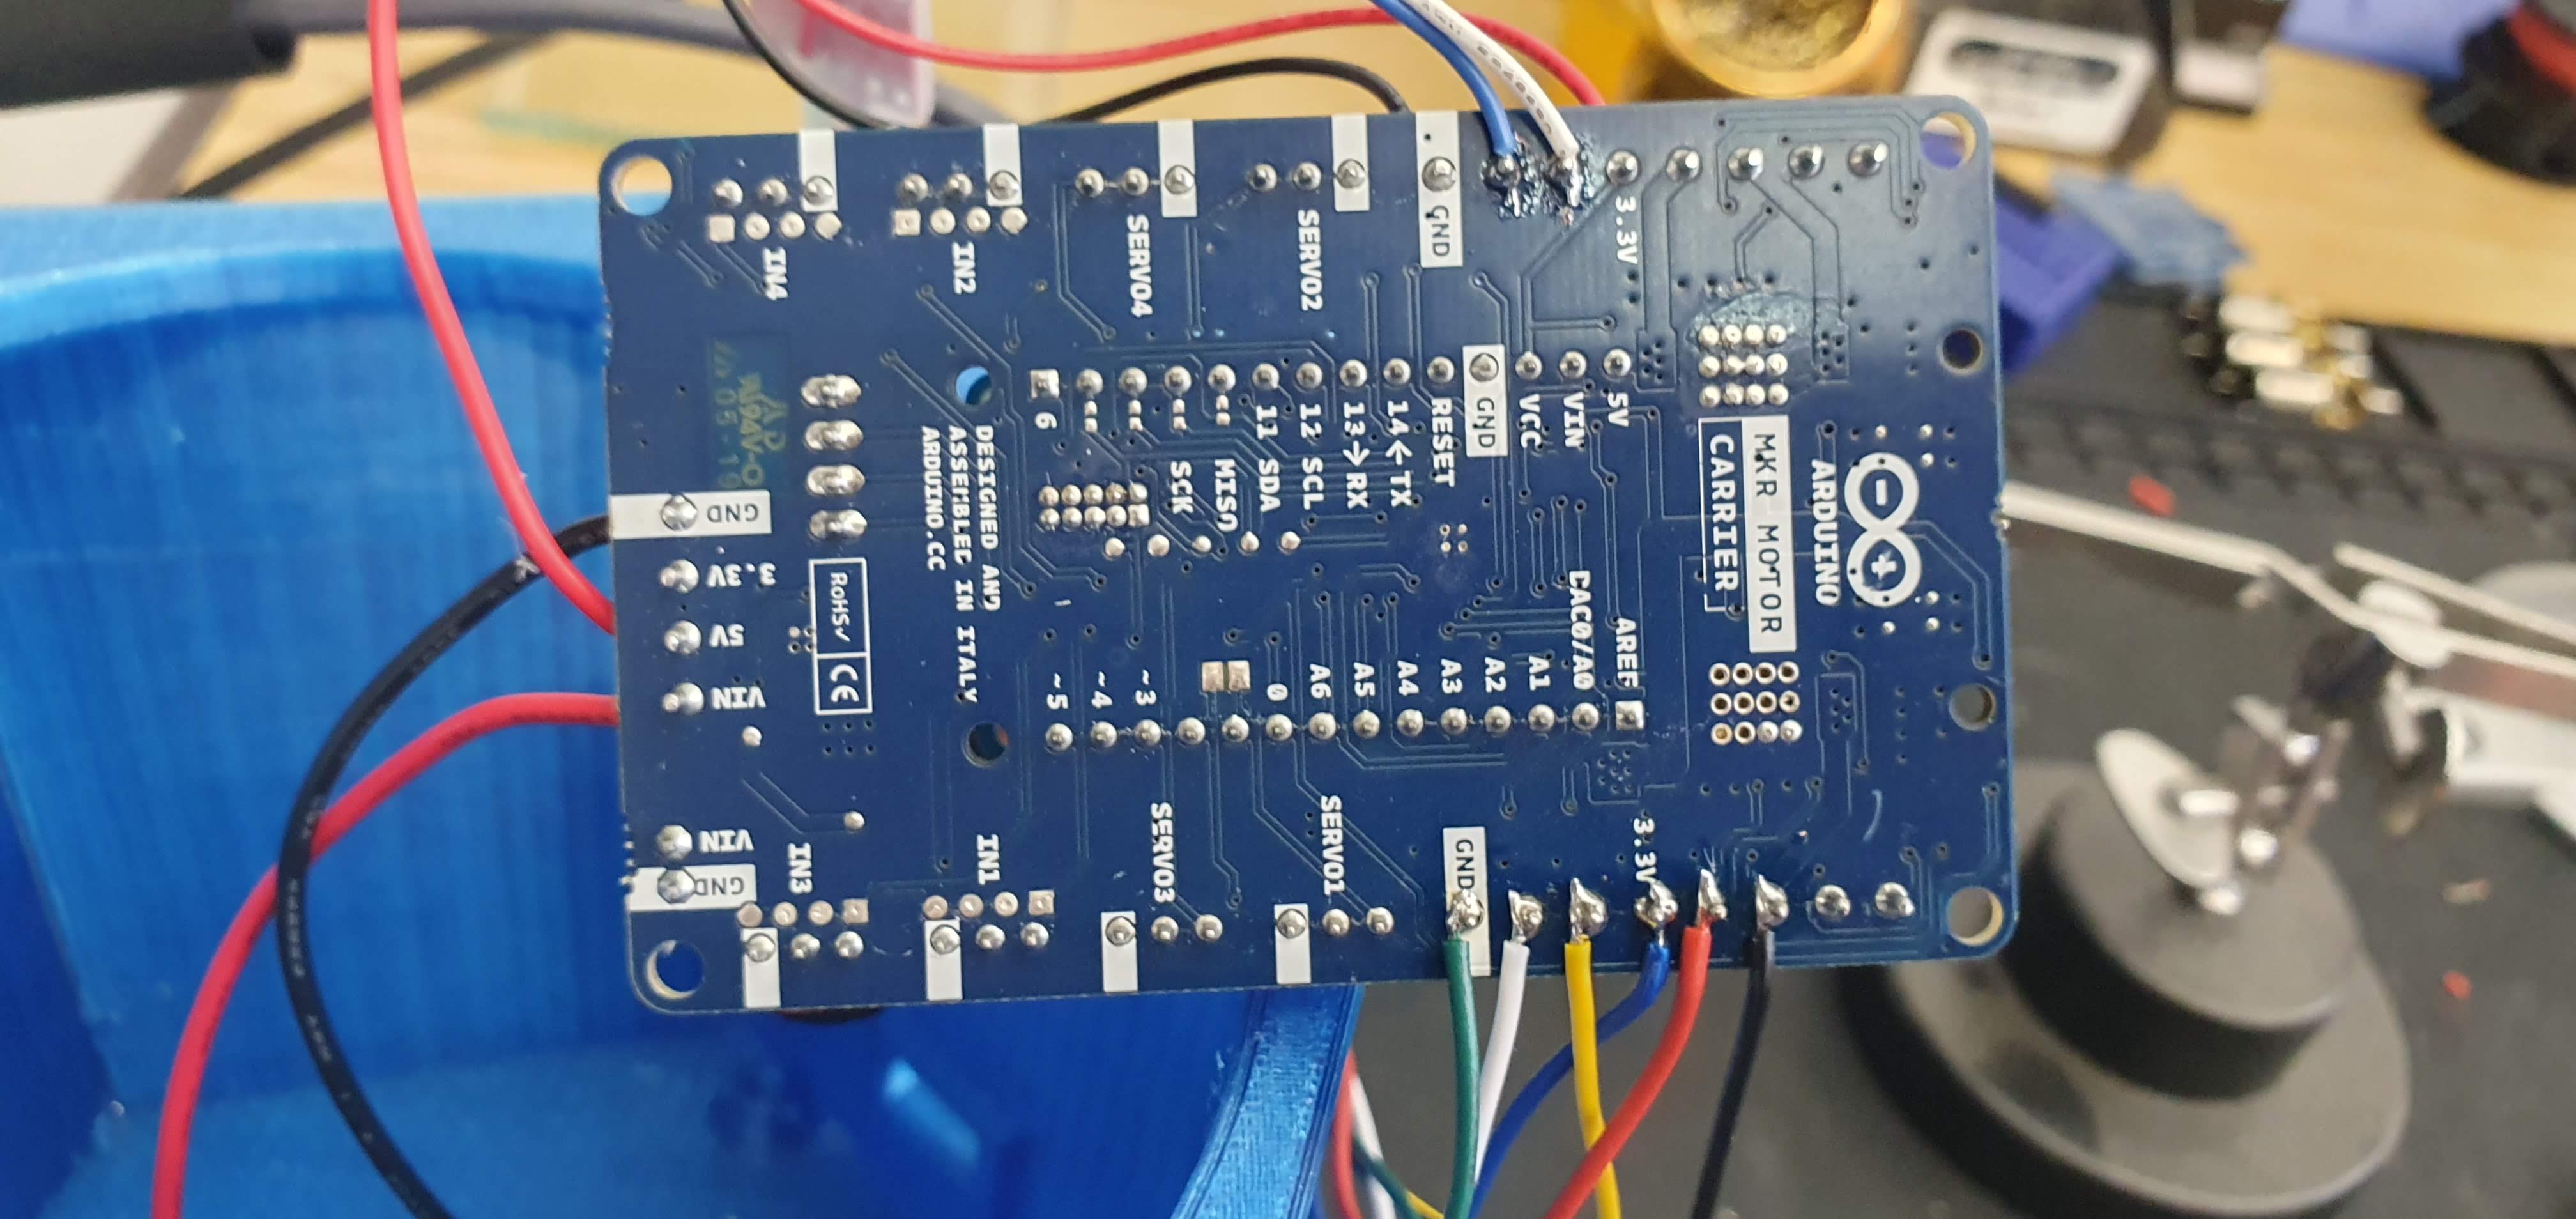 IN4
IN2
SERVO4
SERVO2
GND
3.3V
6
SCK
MISO
11 SDA
12 SCL
13→RX
14←TX
RESET
GND
VCC
VIN
5V
DESIGNED AND
ASSEMBLED IN ITALY
ARDUINO.CC
MKR MOTOR
CARRIER
ARDUINO
94V-0
GND
3.3V
5V
VIN
RoHS✓
CE
~5
~4
~3
0
A6
A5
A4
A3
A2
A1
DAC0/A0
AREF
VIN
GND
IN3
IN1
SERVO3
SERVO1
GND
3.3V